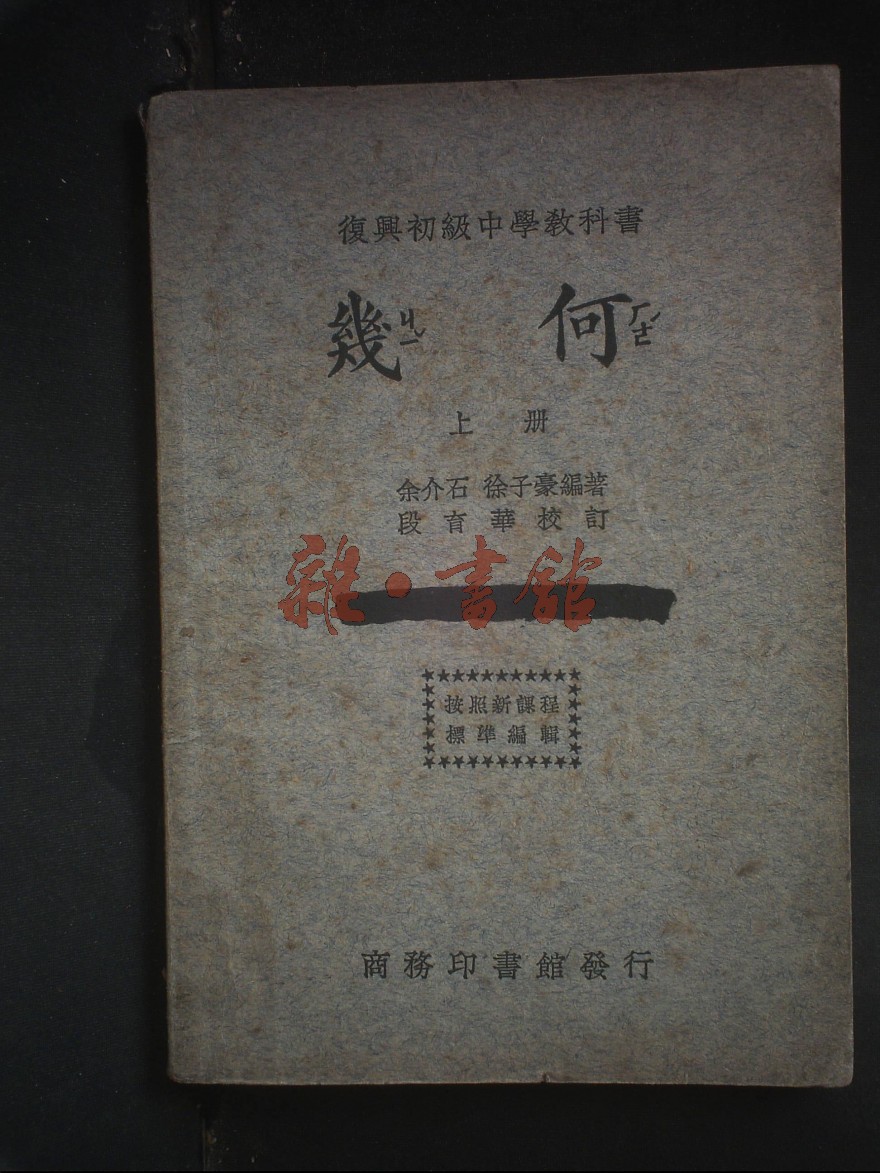 復興初級中學教科書
幾ㄐㄧˇ 何ㄏㄜˊ
上册
余介石 徐子豪編著
段育華校訂
雜·書館
按照新課程
標準編輯
商務印書館發行